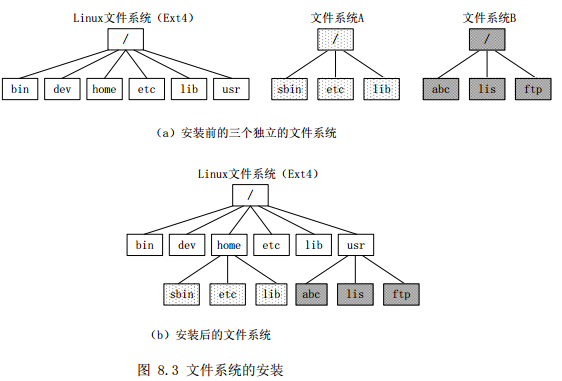 Linux文件系统（Ext4） 文件系统A 文件系统B
/ / /
bin dev home etc lib usr sbin etc lib abc lis ftp
（a）安装前的三个独立的文件系统
Linux文件系统（Ext4）
/
bin dev home etc lib usr
sbin etc lib abc lis ftp
（b）安装后的文件系统
图 8.3 文件系统的安装